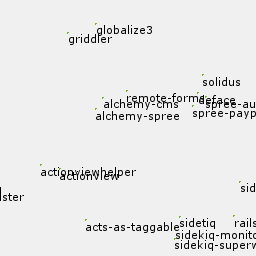 globalize3
griddler
solidus
remote-forms
deface
alchemy-cms
spree-au
alchemy-spree
spree-payp
actionviewhelper
actionview
sid
lster
acts-as-taggable
sidetiq
rails
sidekiq-monito
sidekiq-superw